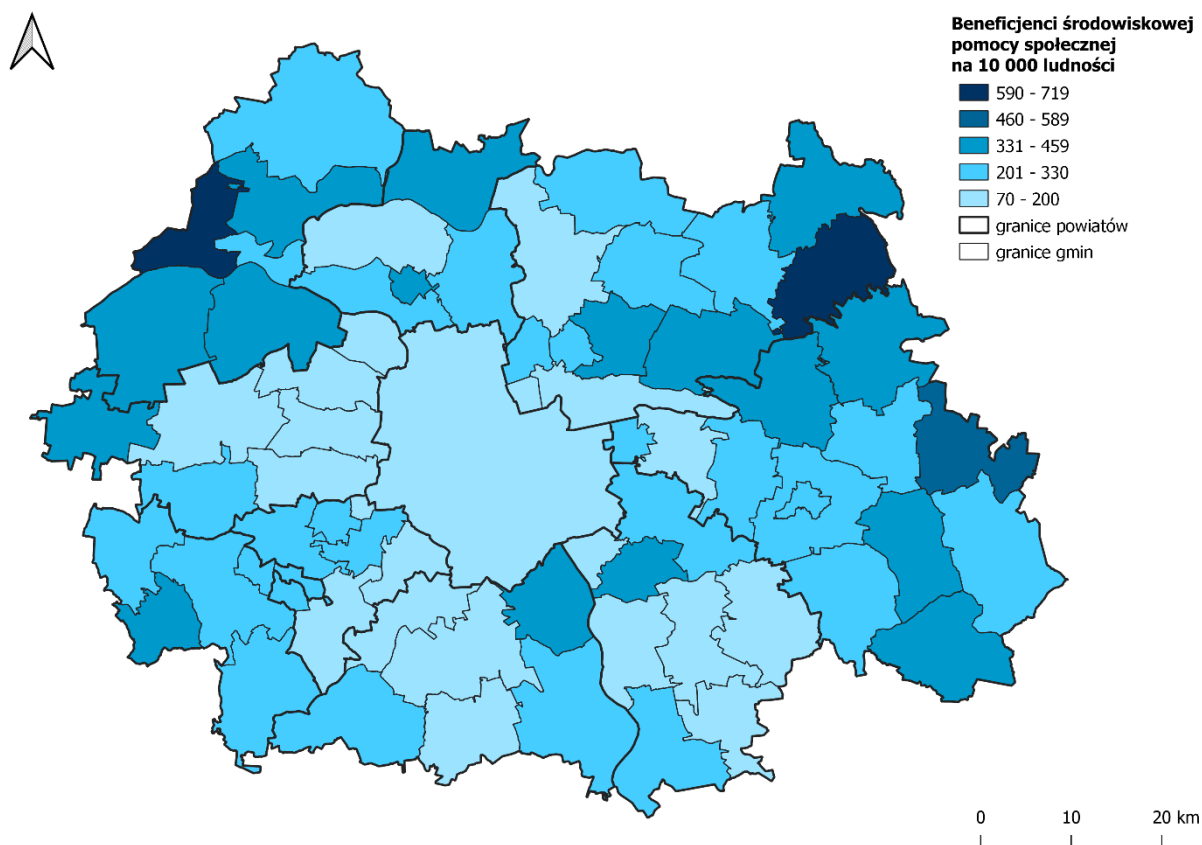 Beneficjenci środowiskowej
pomocy społecznej
na 10 000 ludności
590 - 719
460 - 589
331 - 459
201 - 330
70 - 200
granice powiatów
granice gmin
0 10 20 km